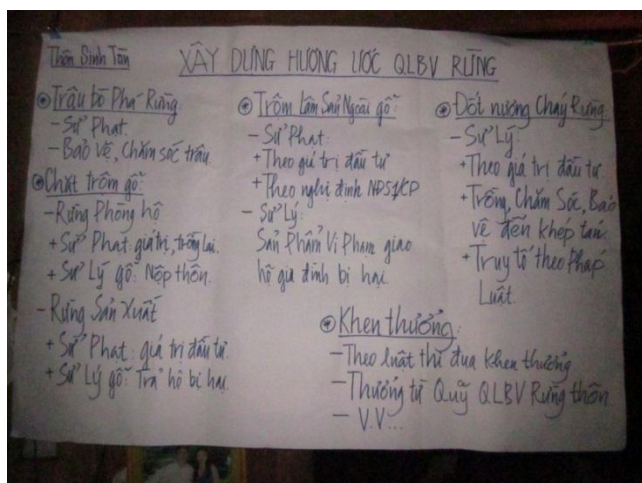 Thôn Sinh Tàn
XÂY DỰNG HƯƠNG ƯỚC QLBV RỪNG
Trâu bò Phá Rừng
- Sử Phạt.
- Bảo vệ, Chăm sóc trâu
Chặt trộm gỗ:
- Rừng Phòng hộ
+ Sử Phạt: giá trị, trồng lại.
+ Sử Lý gỗ: Nộp thôn.
- Rừng Sản Xuất
+ Sử Phạt: giá trị đầu tư
+ Sử Lý gỗ: Trả hộ bị hại.
Trộm Lâm Sản Ngoài gỗ:
- Sử Phạt:
+ Theo giá trị đầu tư
+ Theo nghị định
- Sử Lý:
Sản Phẩm Vi Phạm giao
hộ gia đình bị hại.
Đốt nương Cháy Rừng
- Sử Lý:
+ Theo giá trị đầu tư
+ Trồng, Chăm Sóc, Bảo
vệ đến khép tán.
+ Truy tố theo Pháp
Luật.
Khen thưởng:
- Theo luật thi đua khen thưởng
- Thưởng từ Quỹ QLBV Rừng thôn
- V.V...